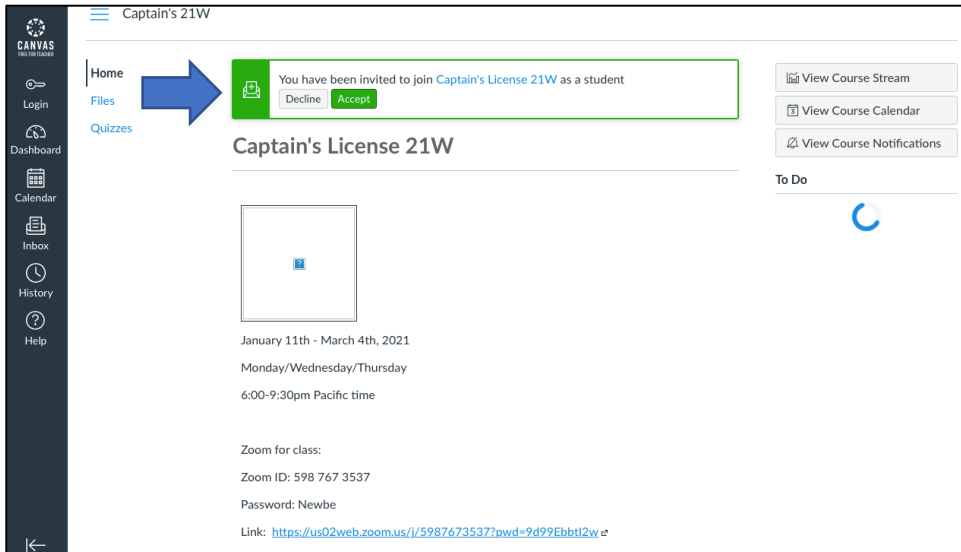 Captain's 21W
CANVAS
FREE FOR TEACHER
Login
Dashboard
Calendar
Inbox
History
Help
Home
Files
Quizzes
You have been invited to join Captain's License 21W as a student
Decline
Accept
Captain's License 21W
?
January 11th - March 4th, 2021
Monday/Wednesday/Thursday
6:00-9:30pm Pacific time
Zoom for class:
Zoom ID: 598 767 3537
Password: Newbe
Link: https://us02web.zoom.us/j/5987673537?pwd=9d99EbbtI2w
View Course Stream
View Course Calendar
View Course Notifications
To Do